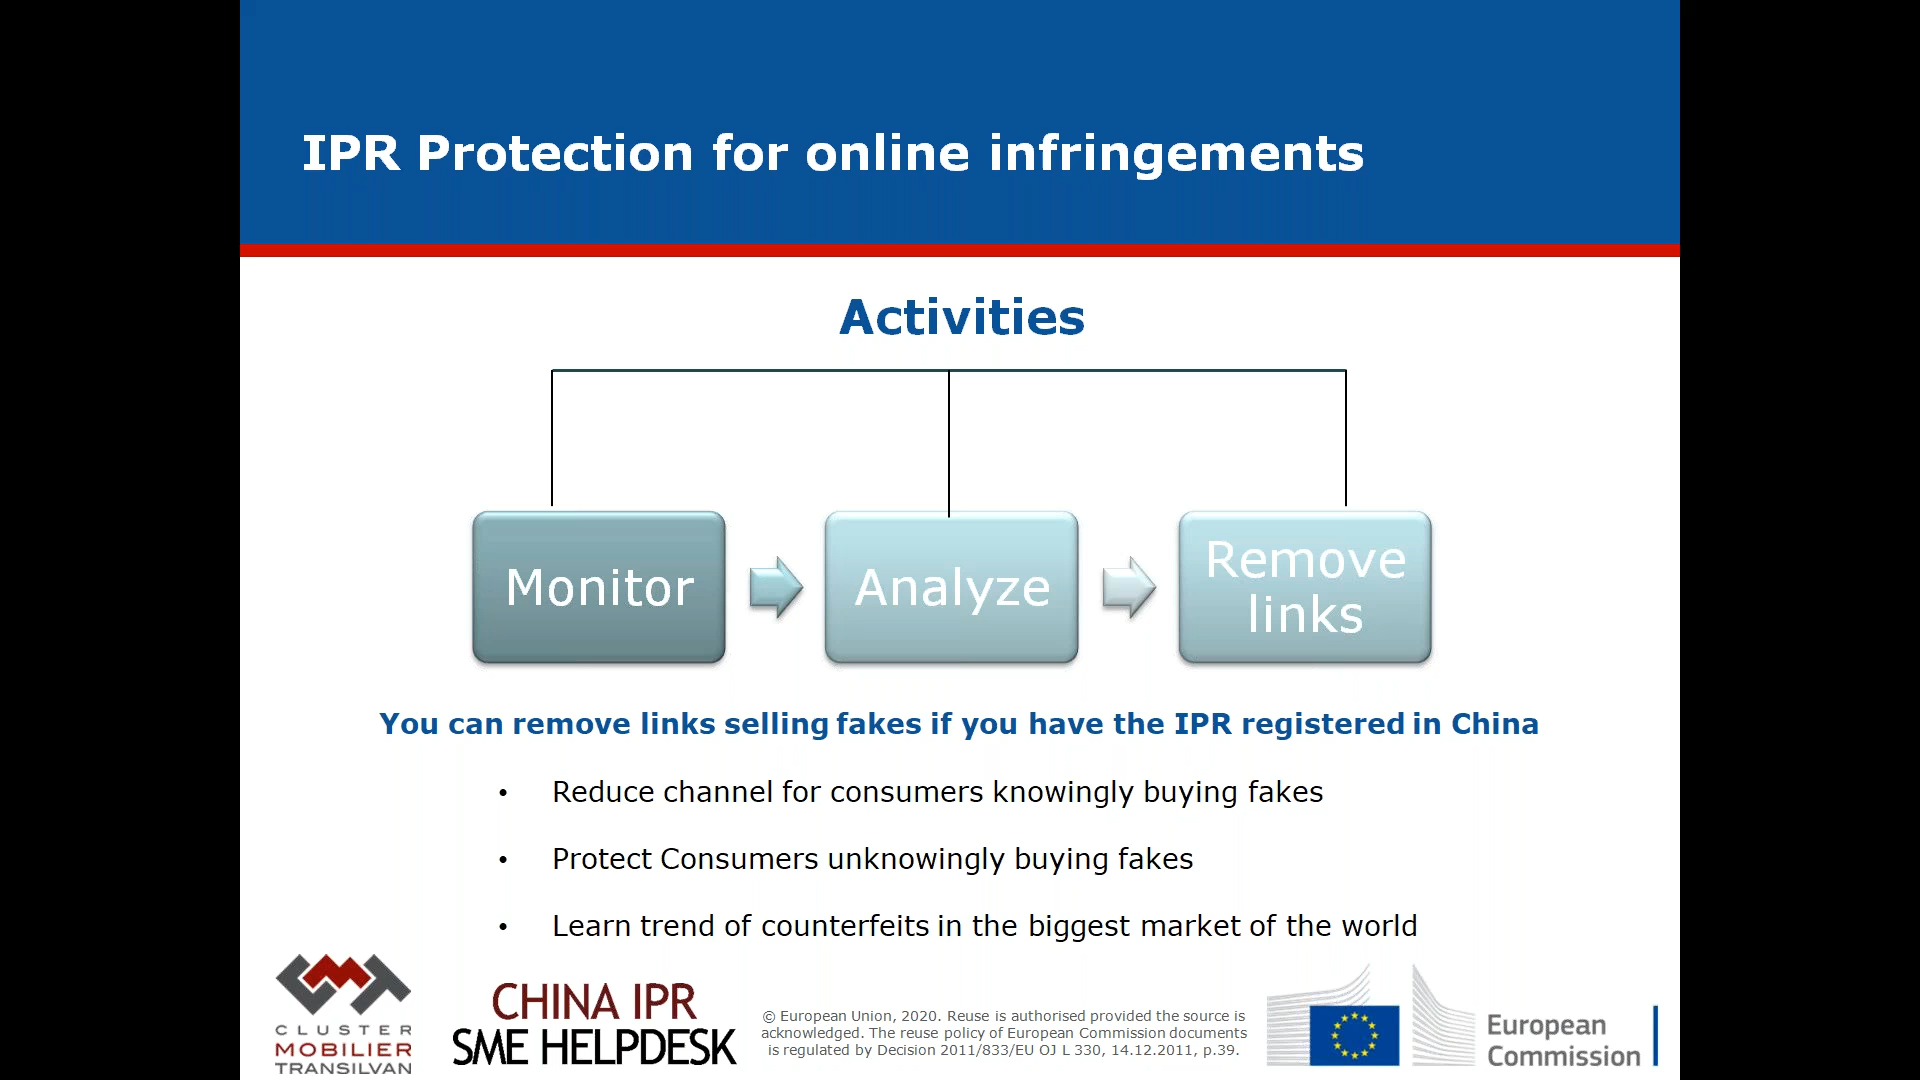 IPR Protection for online infringements
Activities
Monitor
Analyze
Remove
links
You can remove links selling fakes if you have the IPR registered in China
• Reduce channel for consumers knowingly buying fakes
• Protect Consumers unknowingly buying fakes
• Learn trend of counterfeits in the biggest market of the world
CLUSTER
MOBILIER
TRANSILVAN
CHINA IPR
SME HELPDESK
© European Union, 2020. Reuse is authorised provided the source is
acknowledged. The reuse policy of European Commission documents
is regulated by Decision 2011/833/EU OJ L 330, 14.12.2011, p.39.
European
Commission